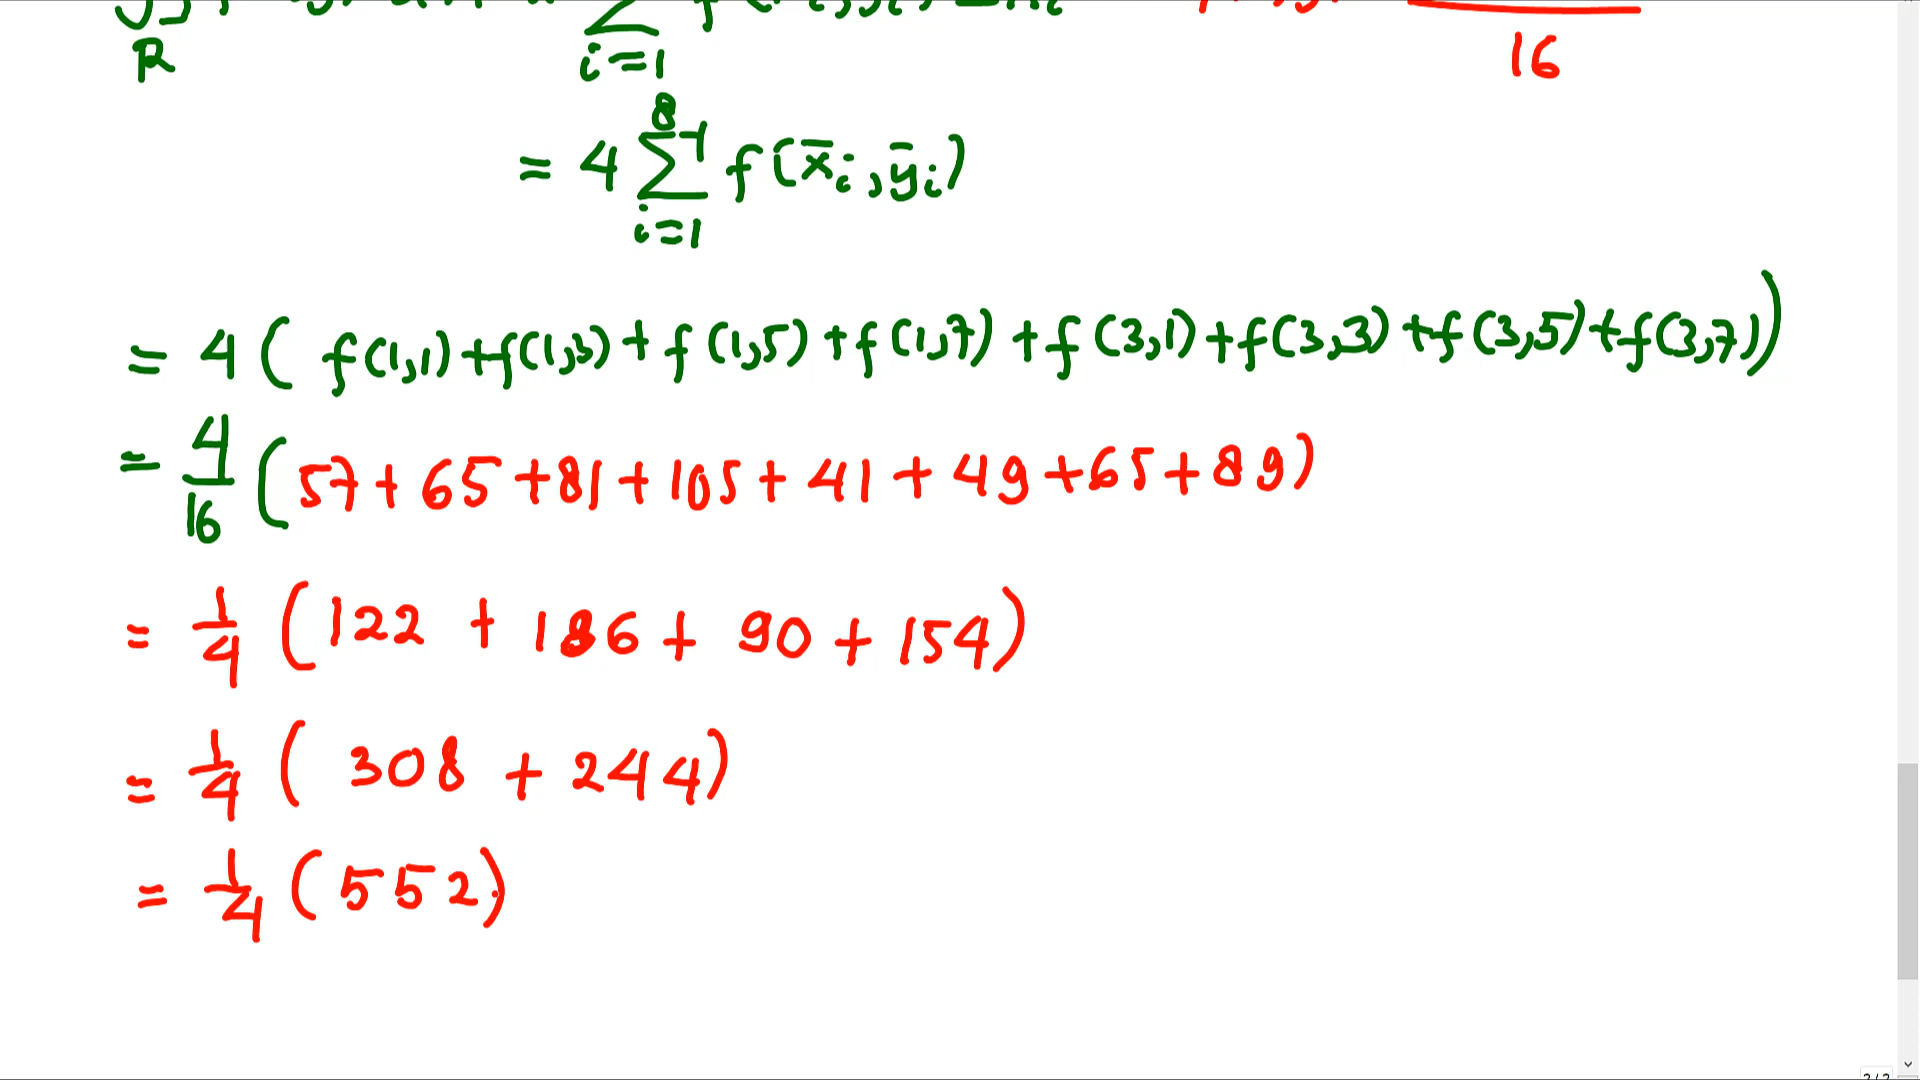 R
i=1
16
= 4 8 Σ i=1 f(x̄i, ȳi)
= 4 ( f(1,1)+f(1,3)+f(1,5)+f(1,7)+f(3,1)+f(3,3)+f(3,5)+f(3,7))
= 4/16 (57+65+81+105+41+49+65+89)
= 1/4 (122 + 186 + 90 + 154)
= 1/4 ( 308 + 244)
= 1/4 (552)